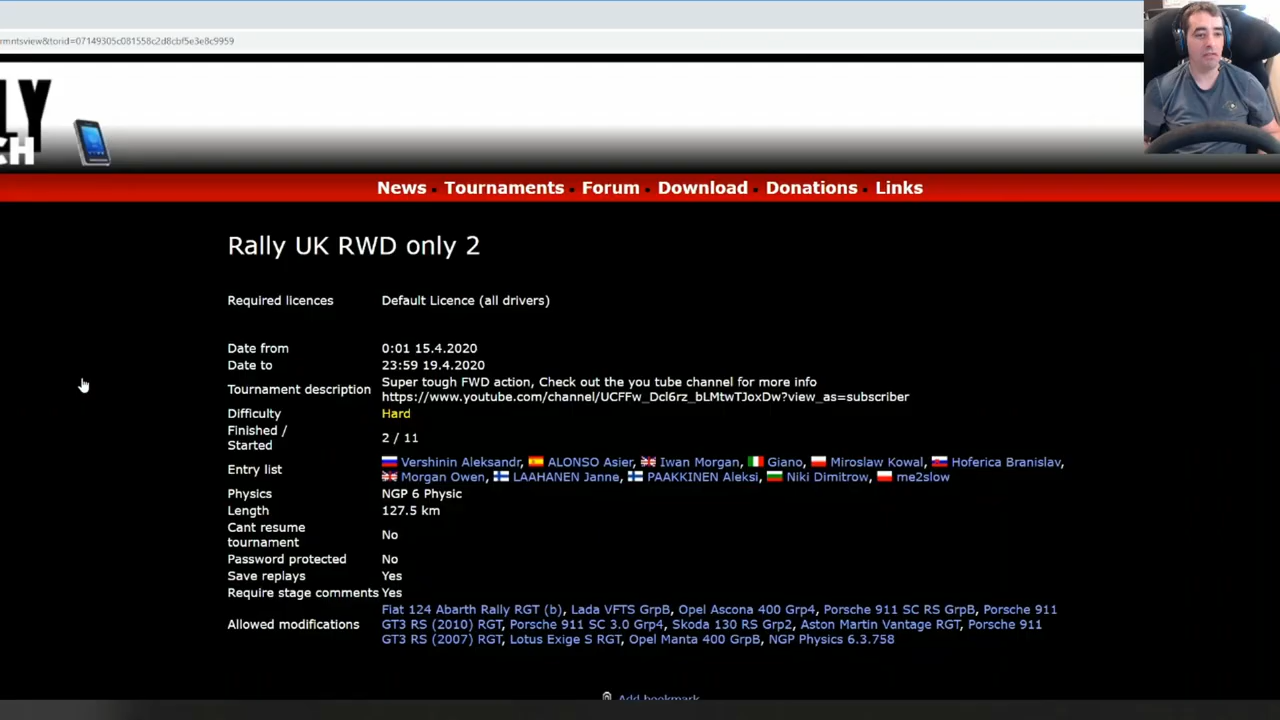 rmntsview&torid=07149305c081558c2d8cbf5e3e8c9959
LY
CH
News · Tournaments · Forum · Download · Donations · Links
Rally UK RWD only 2
Required licences Default Licence (all drivers)
Date from 0:01 15.4.2020
Date to 23:59 19.4.2020
Tournament description Super tough FWD action, Check out the you tube channel for more info
https://www.youtube.com/channel/UCFFw_Dcl6rz_bLMtwTJoxDw?view_as=subscriber
Difficulty Hard
Finished /
Started 2 / 11
Entry list Vershinin Aleksandr, ALONSO Asier, Iwan Morgan, Giano, Miroslaw Kowal, Hoferica Branislav,
Morgan Owen, LAAHANEN Janne, PAAKKINEN Aleksi, Niki Dimitrow, me2slow
Physics NGP 6 Physic
Length 127.5 km
Cant resume
tournament No
Password protected No
Save replays Yes
Require stage comments Yes
Allowed modifications Fiat 124 Abarth Rally RGT (b), Lada VFTS GrpB, Opel Ascona 400 Grp4, Porsche 911 SC RS GrpB, Porsche 911
GT3 RS (2010) RGT, Porsche 911 SC 3.0 Grp4, Skoda 130 RS Grp2, Aston Martin Vantage RGT, Porsche 911
GT3 RS (2007) RGT, Lotus Exige S RGT, Opel Manta 400 GrpB, NGP Physics 6.3.758
Add bookmark